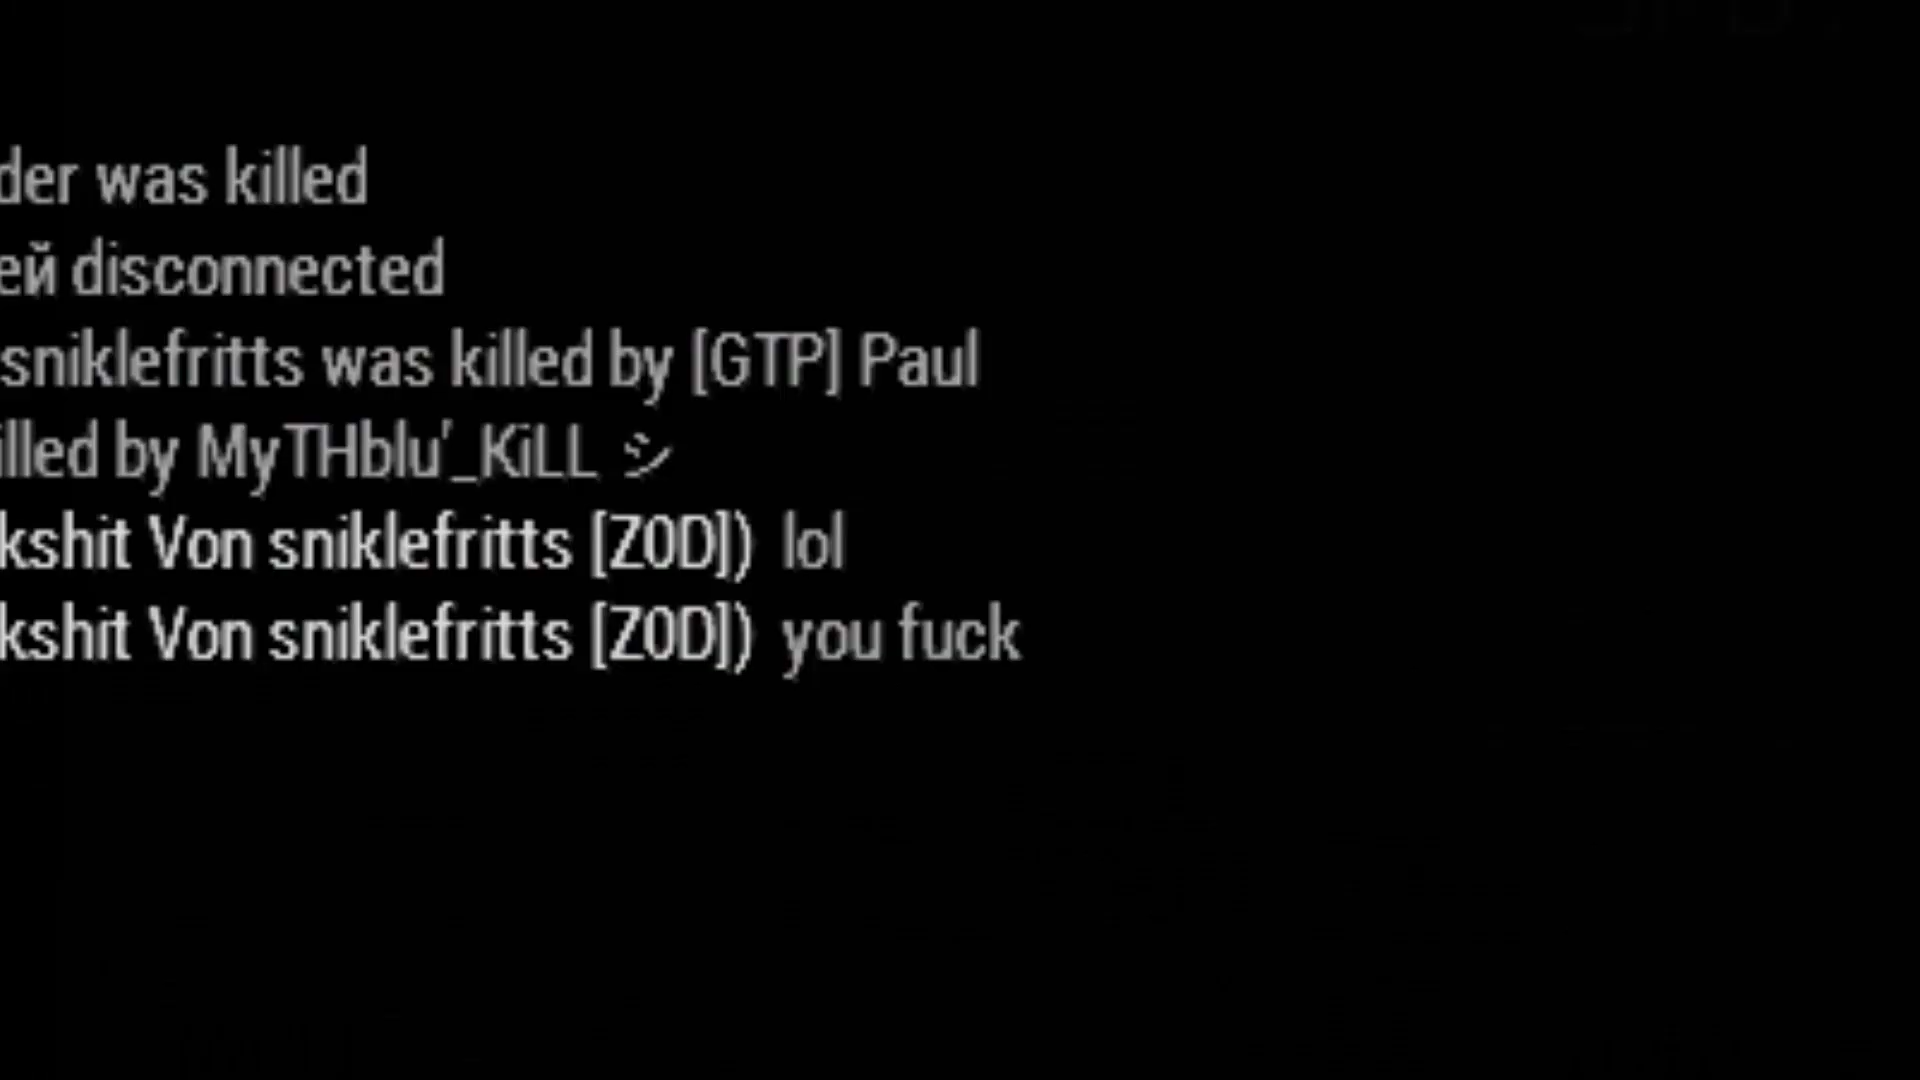 der was killed
ей disconnected
sniklefritts was killed by [GTP] Paul
illed by MyTHblu'_KiLL シ
kshit Von sniklefritts [Z0D]) lol
kshit Von sniklefritts [Z0D]) you fuck